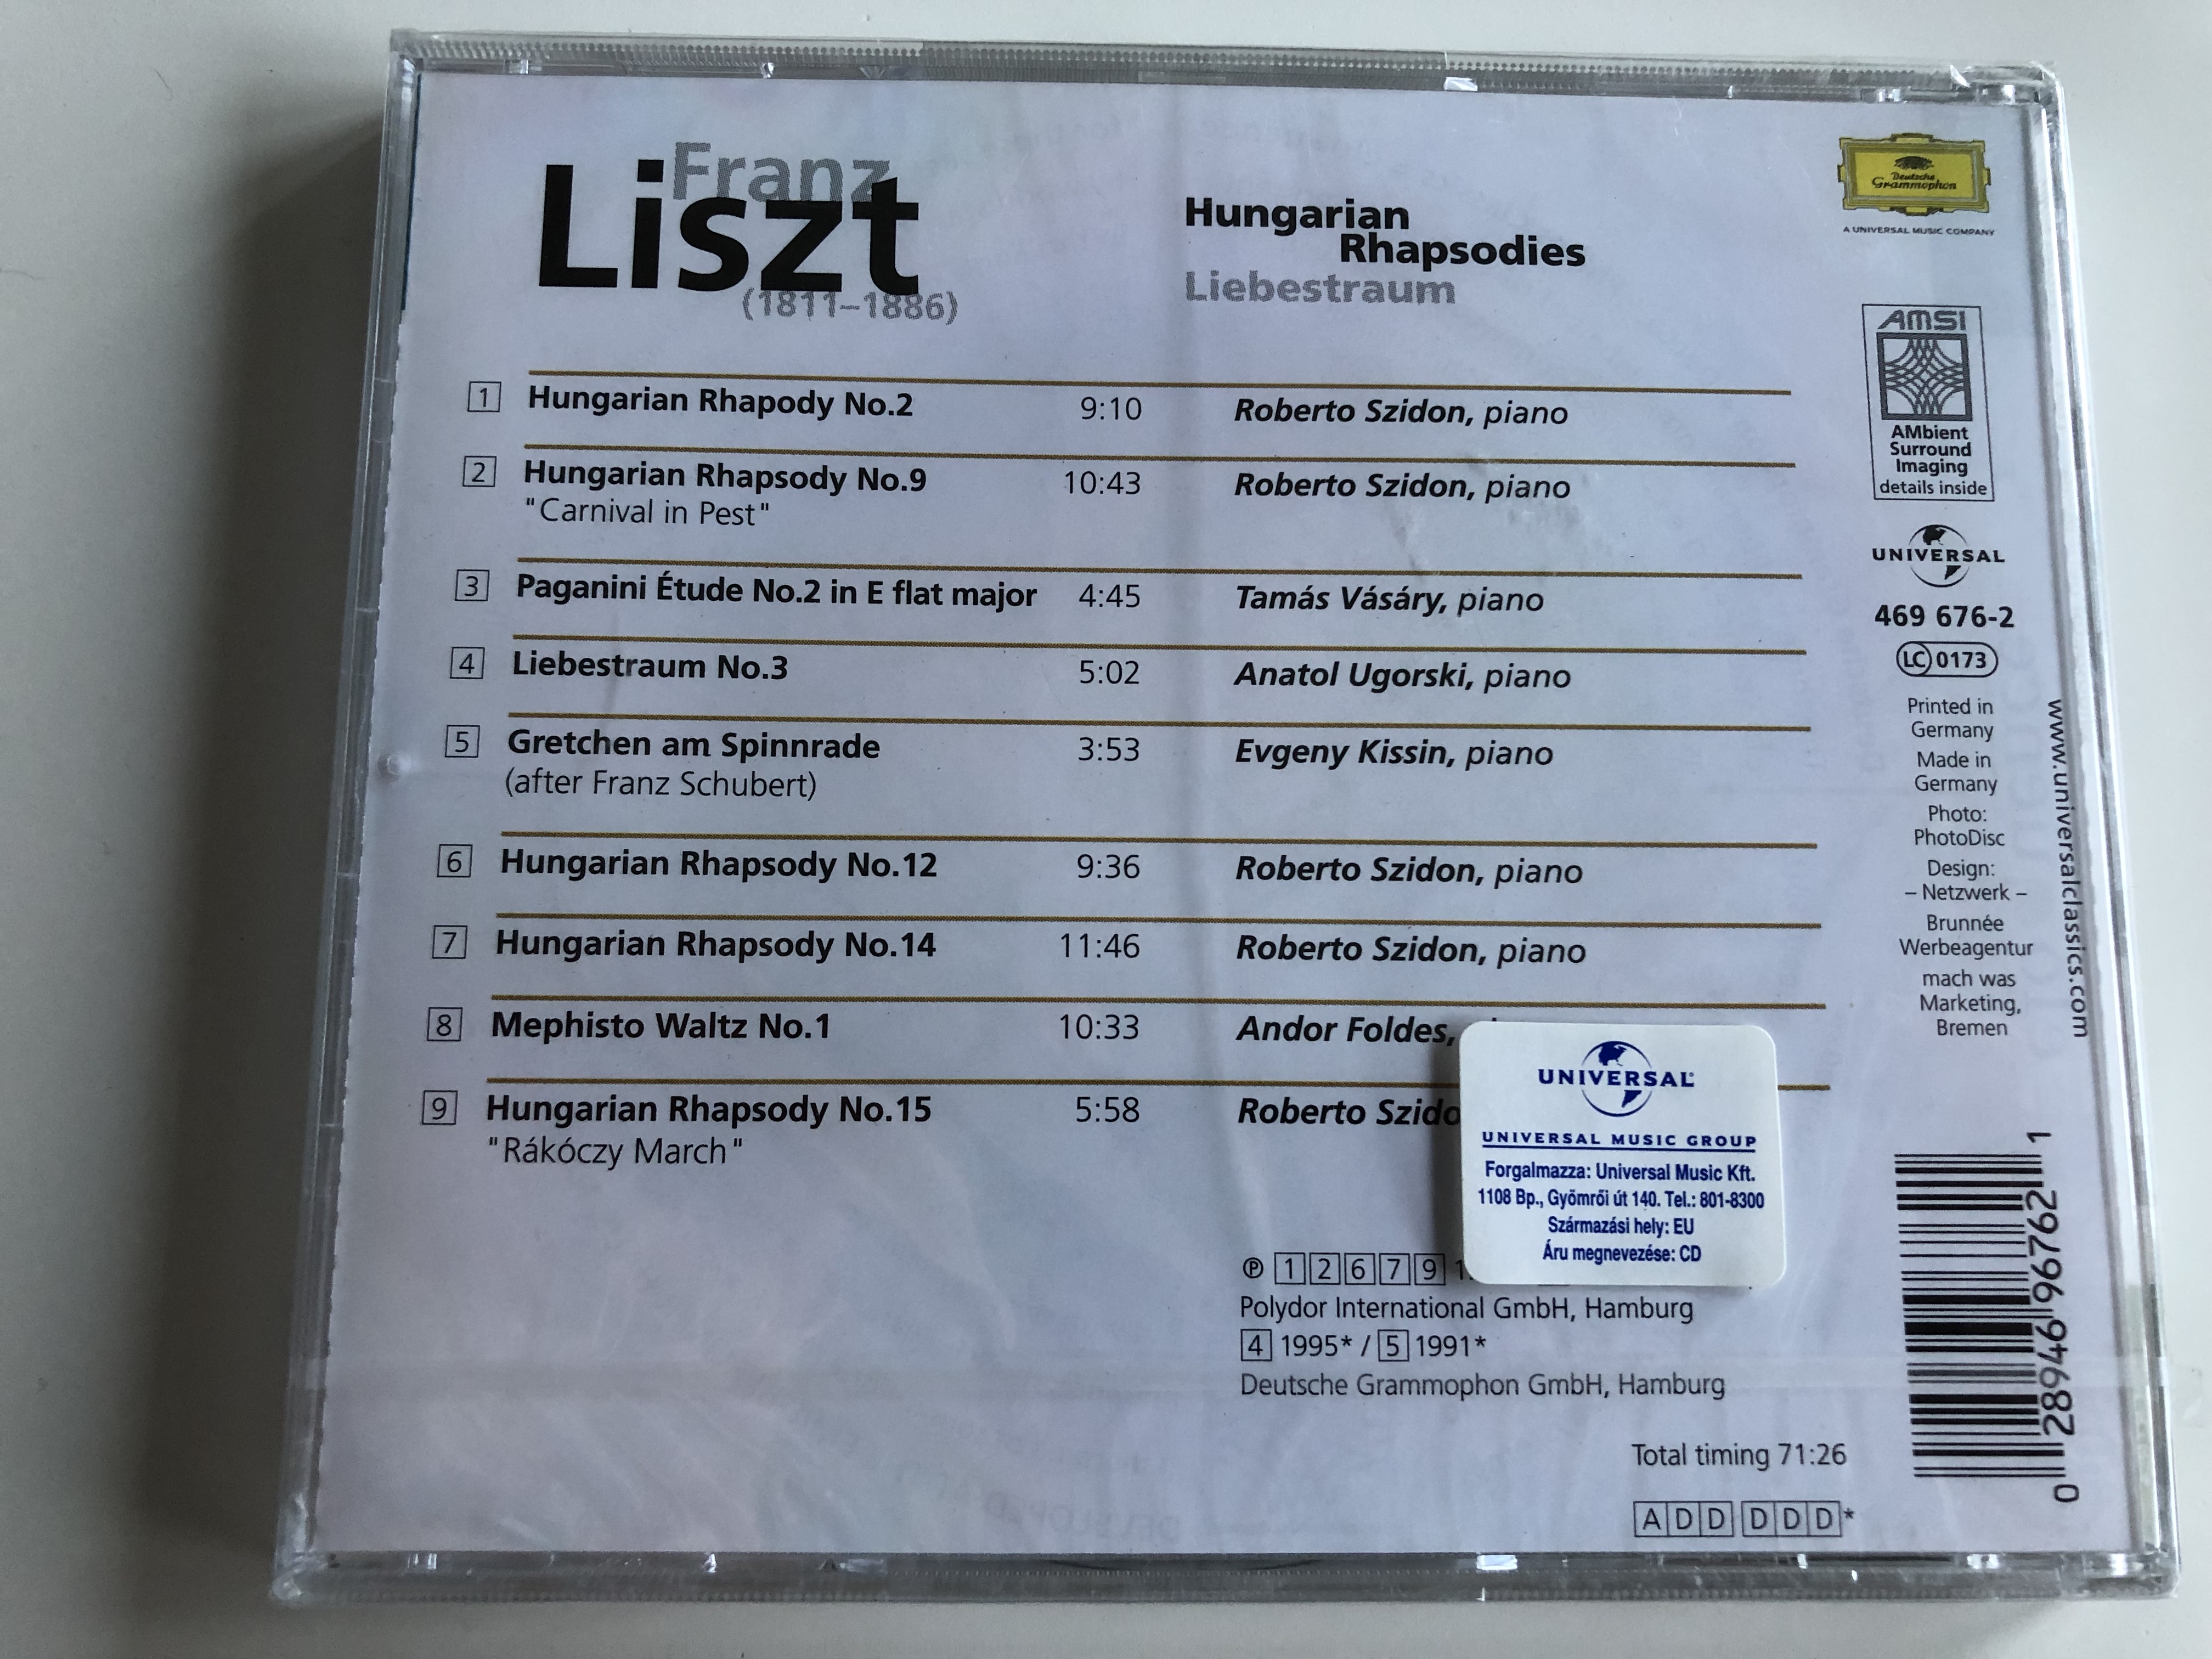 Franz
Liszt
(1811–1886)
Hungarian
Rhapsodies
Liebestraum
Deutsche
Grammophon
A UNIVERSAL MUSIC COMPANY
1 Hungarian Rhapody No.2 9:10 Roberto Szidon, piano
2 Hungarian Rhapsody No.9 10:43 Roberto Szidon, piano
"Carnival in Pest"
3 Paganini Étude No.2 in E flat major 4:45 Tamás Vásáry, piano
4 Liebestraum No.3 5:02 Anatol Ugorski, piano
5 Gretchen am Spinnrade 3:53 Evgeny Kissin, piano
(after Franz Schubert)
6 Hungarian Rhapsody No.12 9:36 Roberto Szidon, piano
7 Hungarian Rhapsody No.14 11:46 Roberto Szidon, piano
8 Mephisto Waltz No.1 10:33 Andor Foldes,
9 Hungarian Rhapsody No.15 5:58 Roberto Szido
"Rákóczy March"
UNIVERSAL
UNIVERSAL MUSIC GROUP
Forgalmazza: Universal Music Kft.
1108 Bp., Gyömrői út 140. Tel.: 801-8300
Származási hely: EU
Áru megnevezése: CD
℗ 1 2 6 7 9 1
Polydor International GmbH, Hamburg
4 1995* / 5 1991*
Deutsche Grammophon GmbH, Hamburg
Total timing 71:26
ADD DDD*
AMSI
AMbient
Surround
Imaging
details inside
UNIVERSAL
469 676-2
LC 0173
Printed in
Germany
Made in
Germany
Photo:
PhotoDisc
Design:
– Netzwerk –
Brunnée
Werbeagentur
mach was
Marketing,
Bremen
www.universalclassics.com
0 28946 96762 1